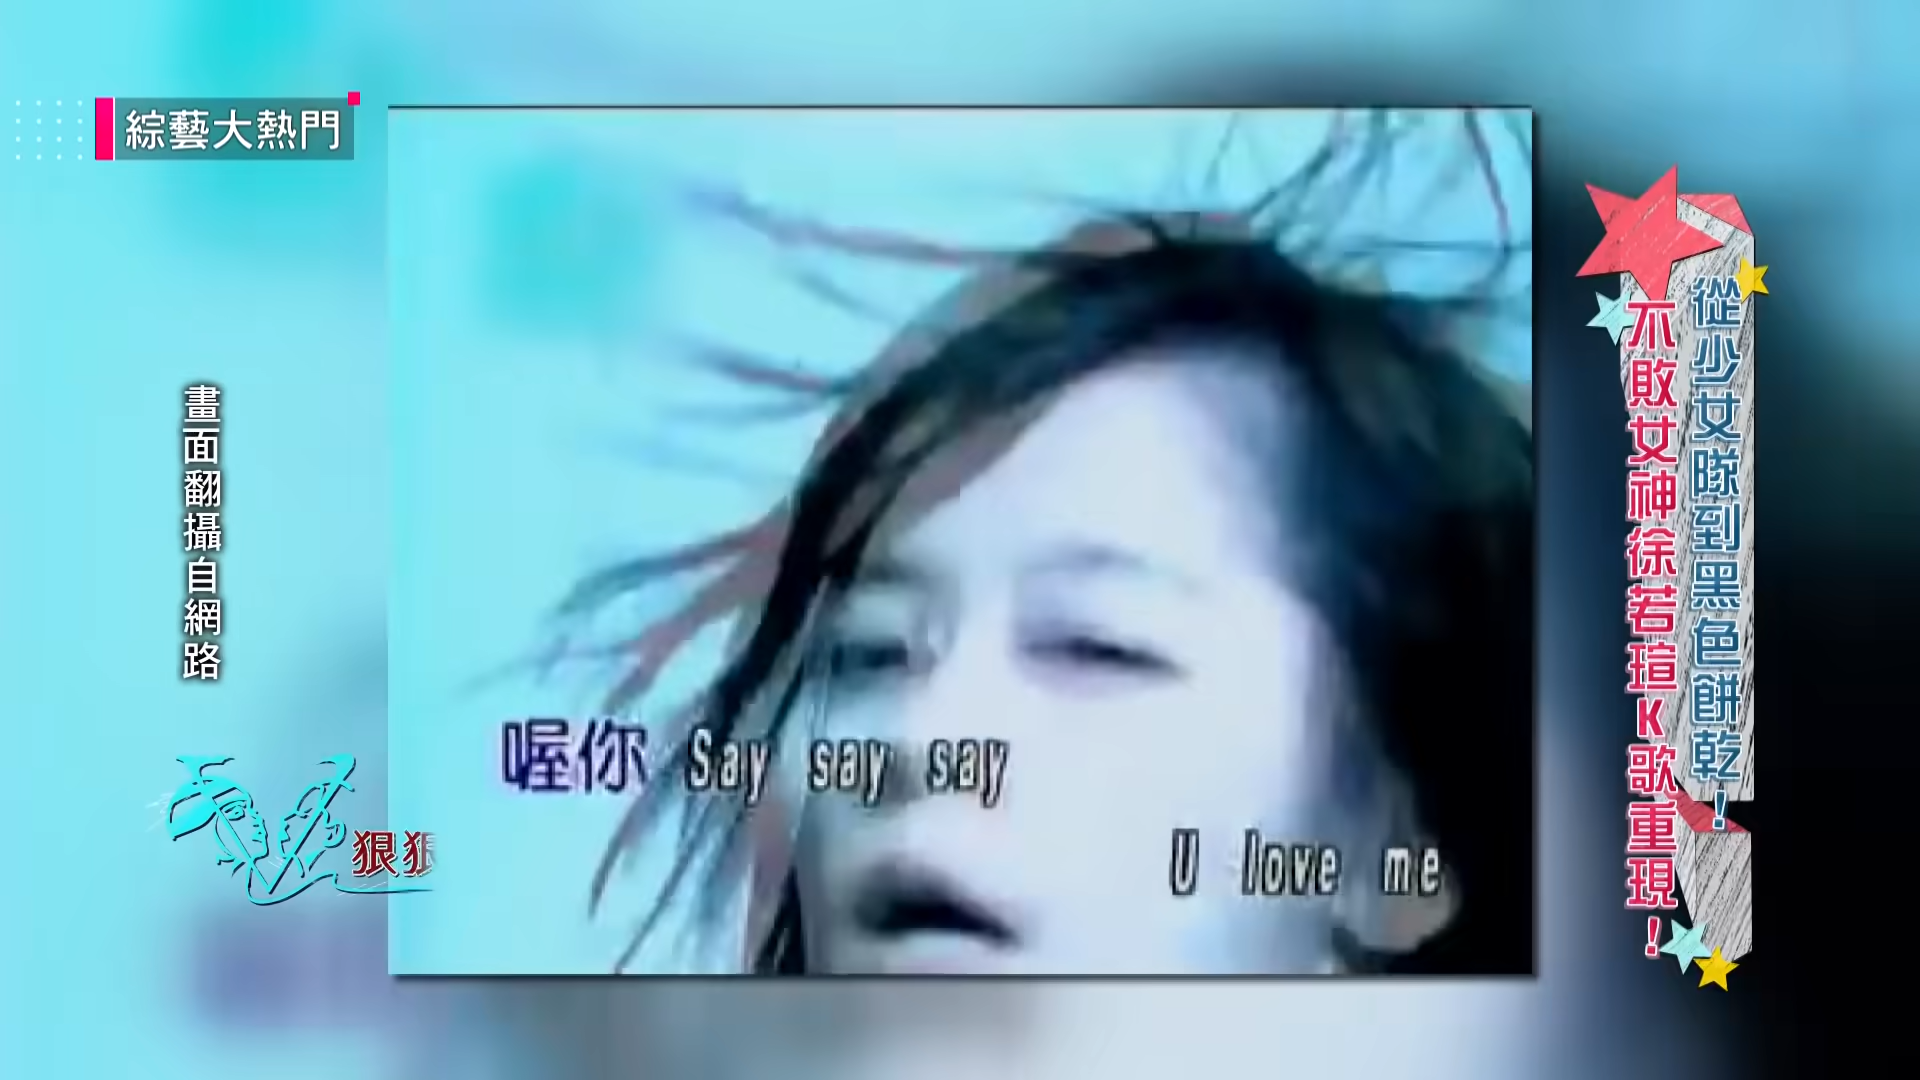 綜藝大熱門
從少女隊到黑色餅乾！
不敗女神徐若瑄K歌重現！
畫面翻攝自網路
喔你 Say say say
U love me
狠狠